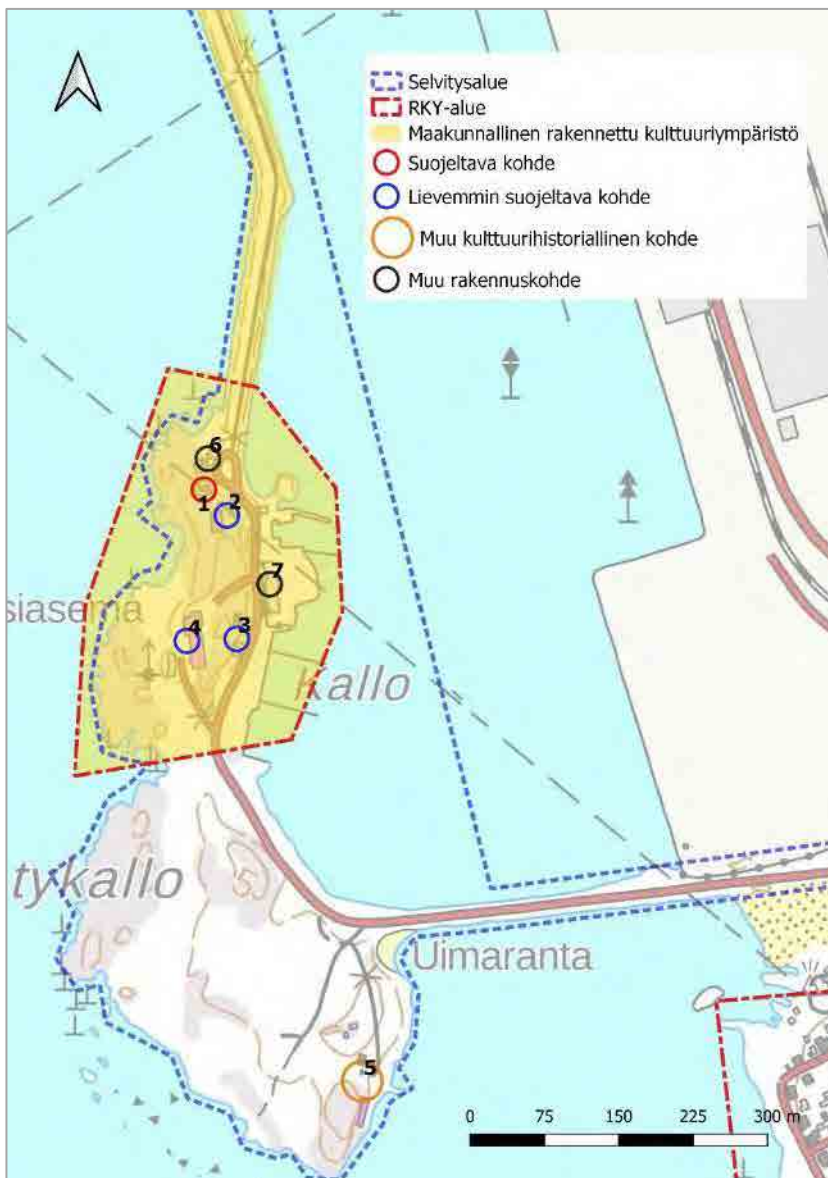 Selvitysalue
RKY-alue
Maakunnallinen rakennettu kulttuuriympäristö
Suojeltava kohde
Lievemmin suojeltava kohde
Muu kulttuurihistoriallinen kohde
Muu rakennuskohde
6
1
2
7
siasema
4
3
Kallo
tykallo
5
Uimaranta
5
0 75 150 225 300 m